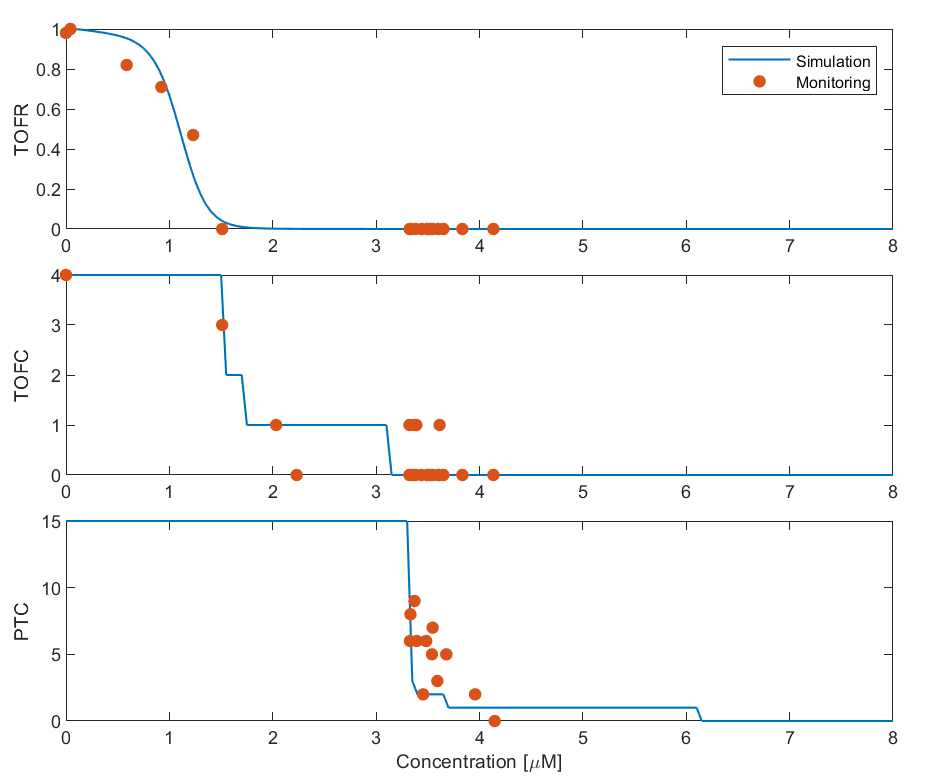 1
0.8
0.6
0.4
0.2
0
TOFR
Simulation
Monitoring
0 1 2 3 4 5 6 7 8
4
3
2
1
0
TOFC
0 1 2 3 4 5 6 7 8
15
10
5
0
PTC
0 1 2 3 4 5 6 7 8
Concentration [μM]